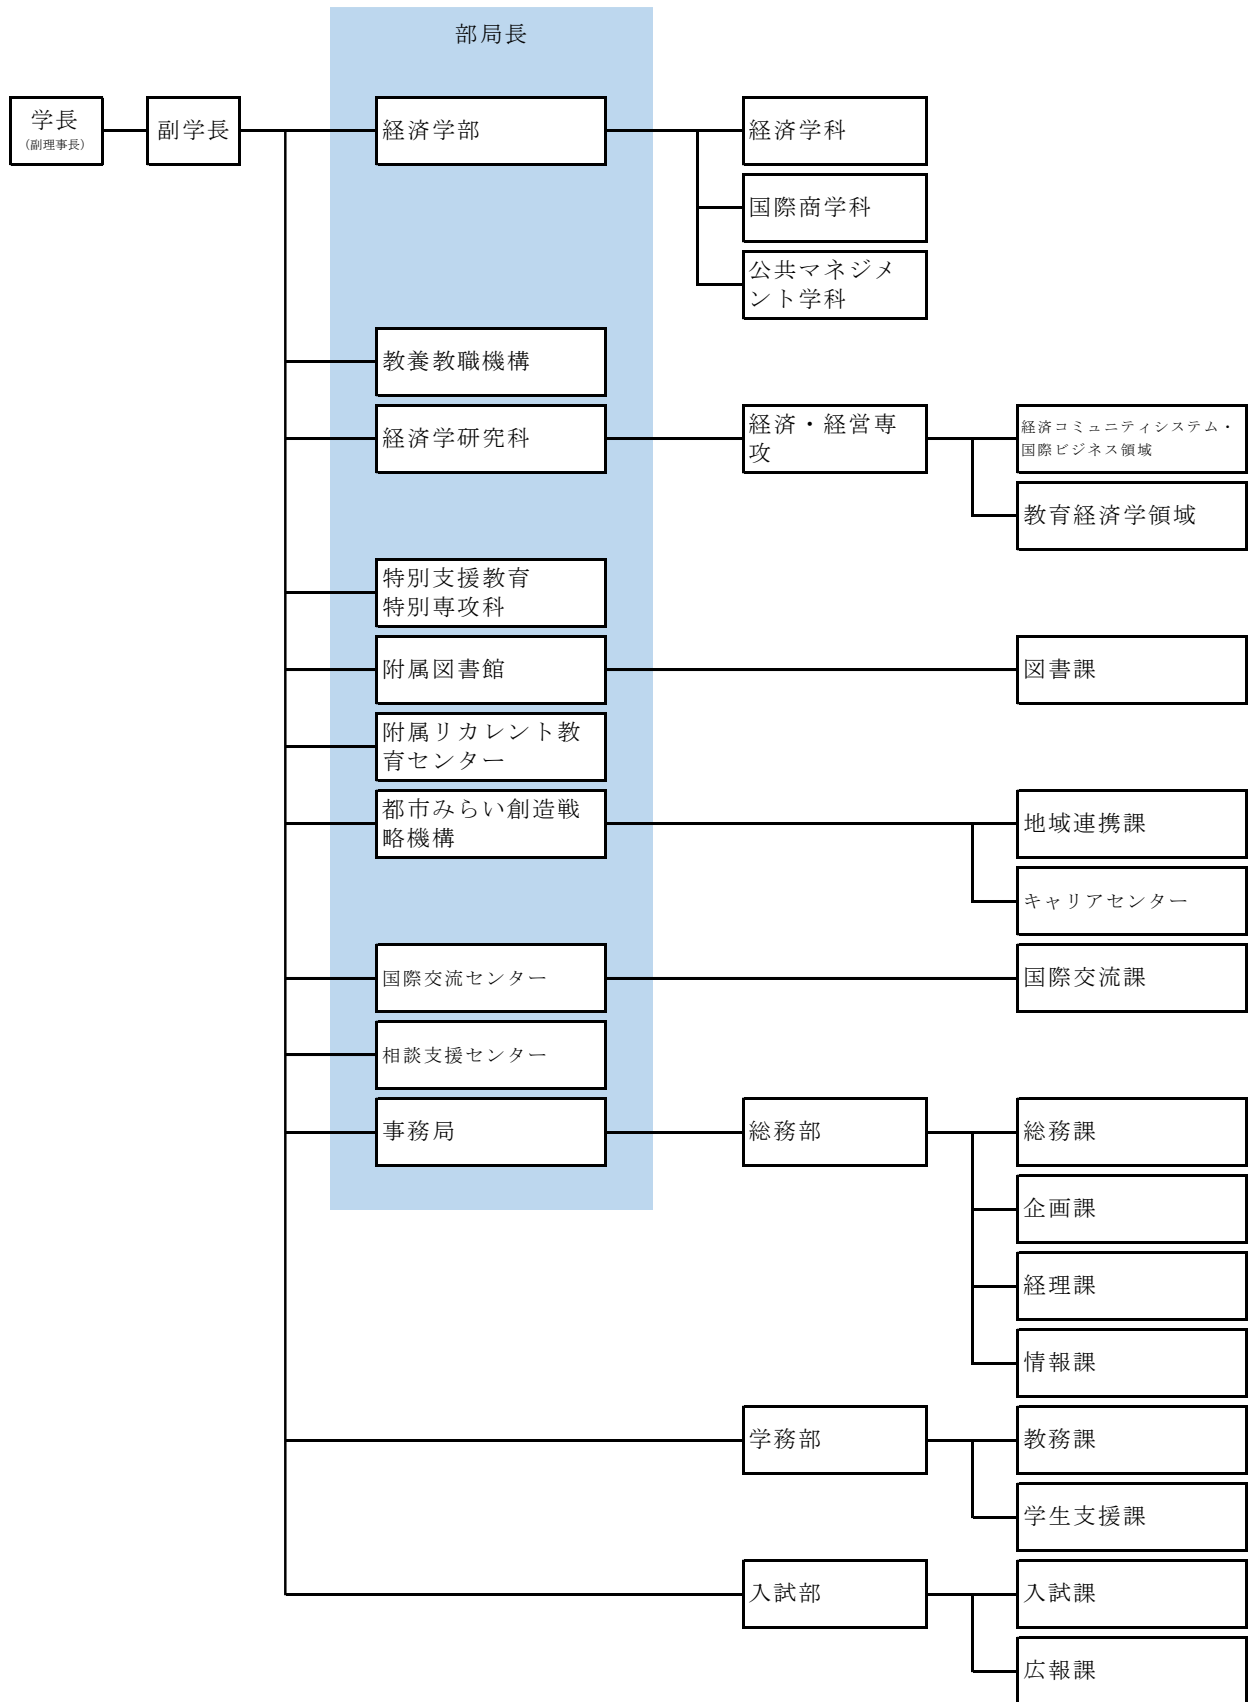 部局長
学長
(副理事長)
副学長
経済学部
経済学科
国際商学科
公共マネジメ
ント学科
教養教職機構
経済学研究科
経済・経営専
攻
経済コミュニティシステム・
国際ビジネス領域
教育経済学領域
特別支援教育
特別専攻科
附属図書館
図書課
附属リカレント教
育センター
都市みらい創造戦
略機構
地域連携課
キャリアセンター
国際交流センター
国際交流課
相談支援センター
事務局
総務部
総務課
企画課
経理課
情報課
学務部
教務課
学生支援課
入試部
入試課
広報課